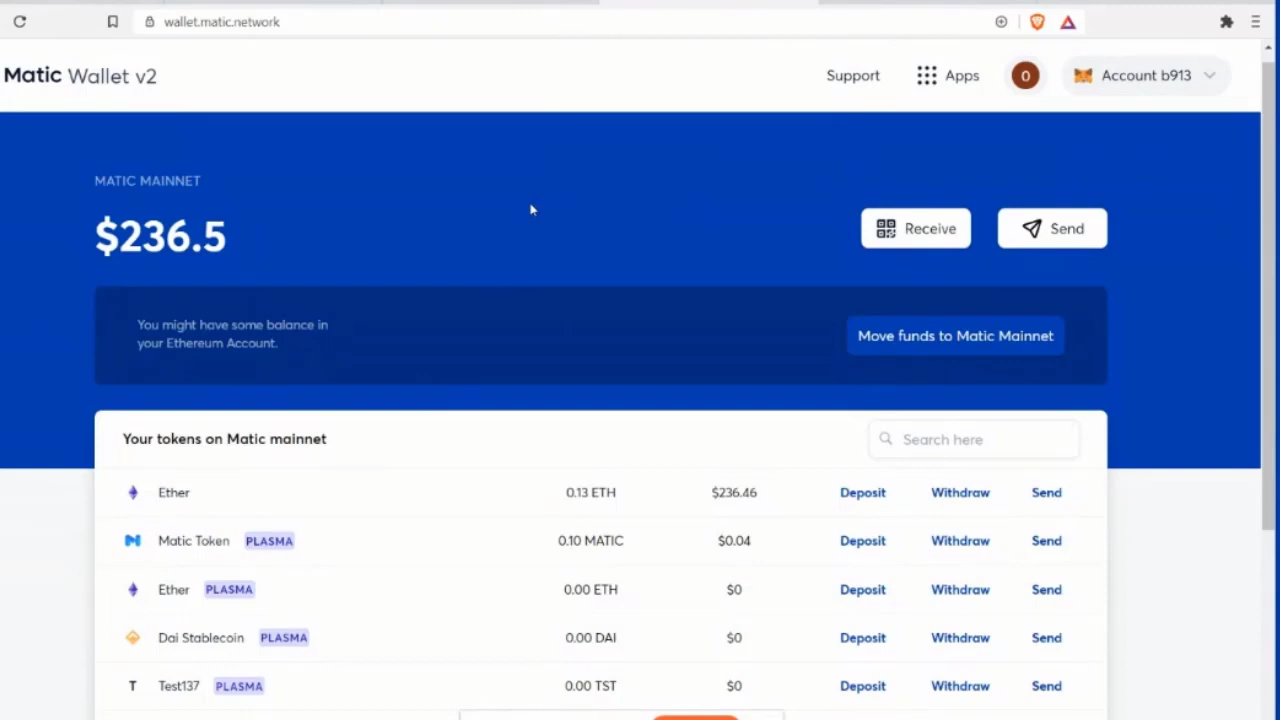 wallet.matic.network
Matic Wallet v2
Support
Apps
0
Account b913
MATIC MAINNET
$236.5
Receive
Send
You might have some balance in
your Ethereum Account.
Move funds to Matic Mainnet
Your tokens on Matic mainnet
Search here
Ether 0.13 ETH $236.46 Deposit Withdraw Send
Matic Token PLASMA 0.10 MATIC $0.04 Deposit Withdraw Send
Ether PLASMA 0.00 ETH $0 Deposit Withdraw Send
Dai Stablecoin PLASMA 0.00 DAI $0 Deposit Withdraw Send
T Test137 PLASMA 0.00 TST $0 Deposit Withdraw Send